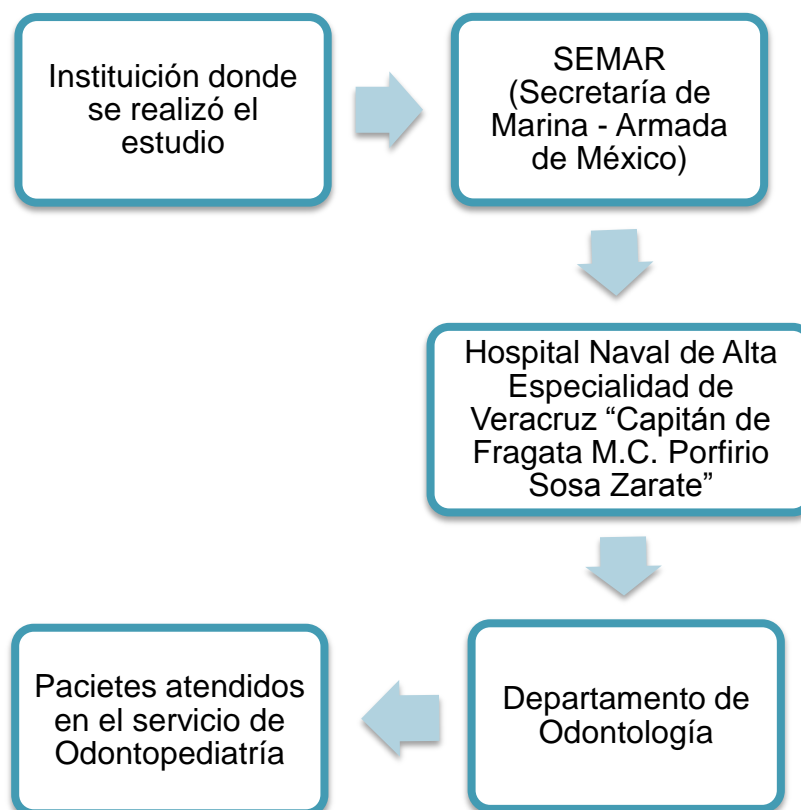 Instituición donde
se realizó el
estudio
SEMAR
(Secretaría de
Marina - Armada
de México)
Hospital Naval de Alta
Especialidad de
Veracruz “Capitán de
Fragata M.C. Porfirio
Sosa Zarate”
Departamento de
Odontología
Pacietes atendidos
en el servicio de
Odontopediatría